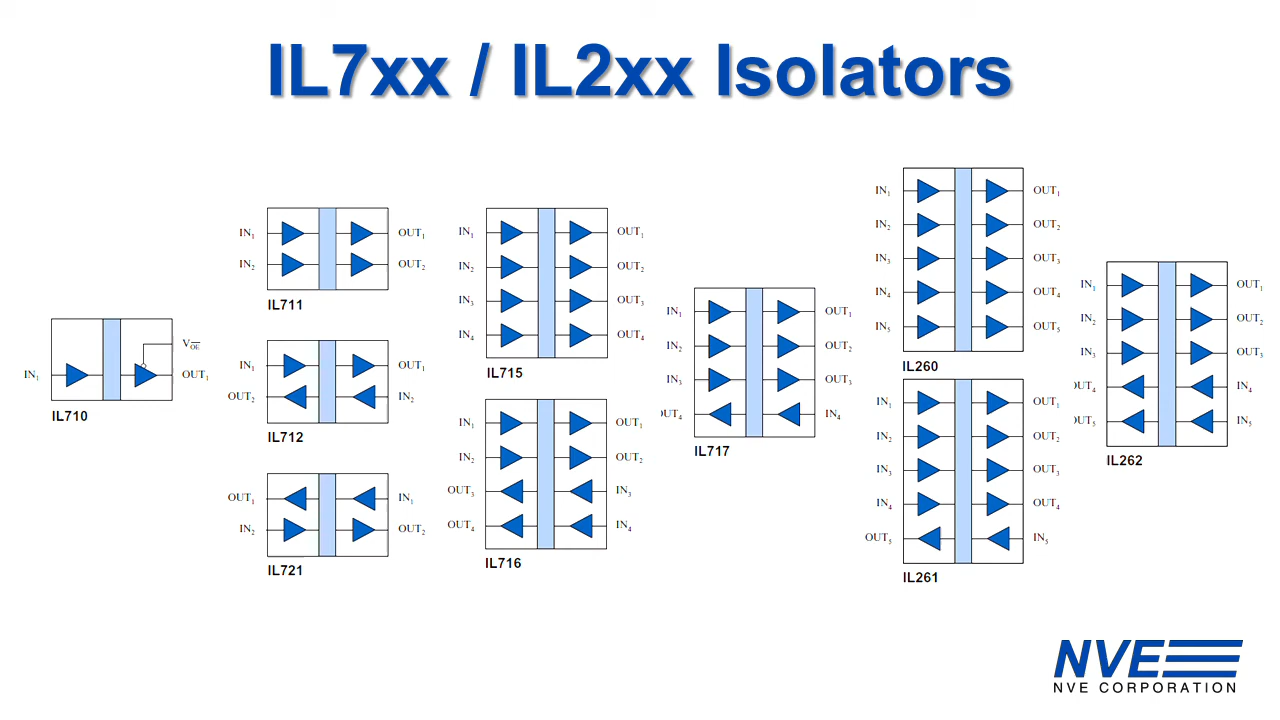 IL7xx / IL2xx Isolators
IN1
VOE
OUT1
IL710
IN1 OUT1
IN2 OUT2
IL711
IN1 OUT1
OUT2 IN2
IL712
OUT1 IN1
IN2 OUT2
IL721
IN1 OUT1
IN2 OUT2
IN3 OUT3
IN4 OUT4
IL715
IN1 OUT1
IN2 OUT2
OUT3 IN3
OUT4 IN4
IL716
IN1 OUT1
IN2 OUT2
IN3 OUT3
OUT4 IN4
IL717
IN1 OUT1
IN2 OUT2
IN3 OUT3
IN4 OUT4
IN5 OUT5
IL260
IN1 OUT1
IN2 OUT2
IN3 OUT3
IN4 OUT4
OUT5 IN5
IL261
IN1 OUT1
IN2 OUT2
IN3 OUT3
OUT4 IN4
OUT5 IN5
IL262
NVE
NVE CORPORATION